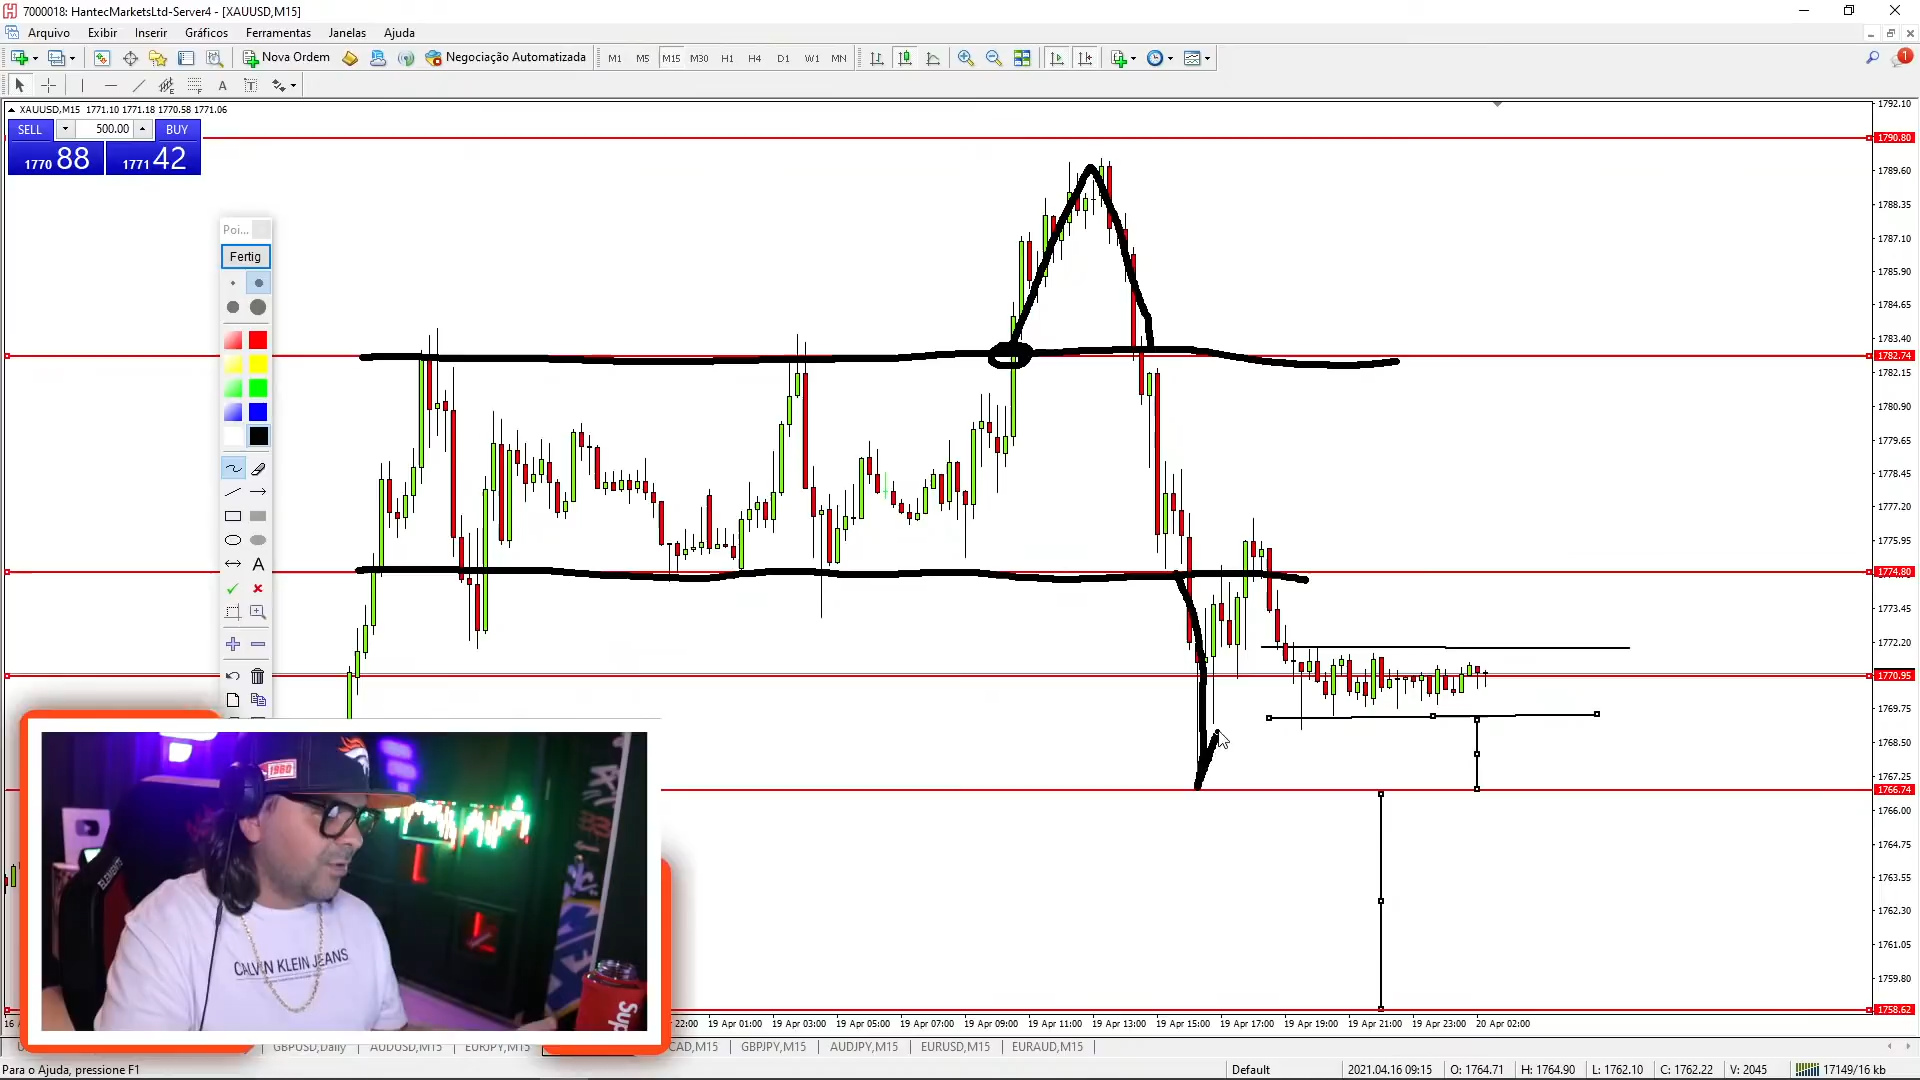 7000018: HantecMarketsLtd-Server4 - [XAUUSD,M15]
Arquivo Exibir Inserir Gráficos Ferramentas Janelas Ajuda
Nova Ordem Negociação Automatizada M1 M5 M15 M30 H1 H4 D1 W1 MN
1
A T
XAUUSD,M15 1771.10 1771.18 1770.58 1771.06
SELL 500.00 BUY
1770 88 1771 42
Poi...
Fertig
A
1792.10
1790.80
1789.60
1788.35
1787.10
1785.90
1784.65
1783.40
1782.74
1782.15
1780.90
1779.65
1778.45
1777.20
1775.95
1774.80
1773.45
1772.20
1770.95
1769.75
1768.50
1767.25
1766.74
1766.00
1764.75
1763.55
1762.30
1761.05
1759.80
1758.62
1980
CALVIN KLEIN JEANS
ELEMENTS
Sup
16 22:00 19 Apr 01:00 19 Apr 03:00 19 Apr 05:00 19 Apr 07:00 19 Apr 09:00 19 Apr 11:00 19 Apr 13:00 19 Apr 15:00 19 Apr 17:00 19 Apr 19:00 19 Apr 21:00 19 Apr 23:00 20 Apr 02:00
GBPUSD,Daily AUDUSD,M15 EURJPY,M15 CAD,M15 GBPJPY,M15 AUDJPY,M15 EURUSD,M15 EURAUD,M15
Para o Ajuda, pressione F1 Default 2021.04.16 09:15 O: 1764.71 H: 1764.90 L: 1762.10 C: 1762.22 V: 2045 17149/16 kb